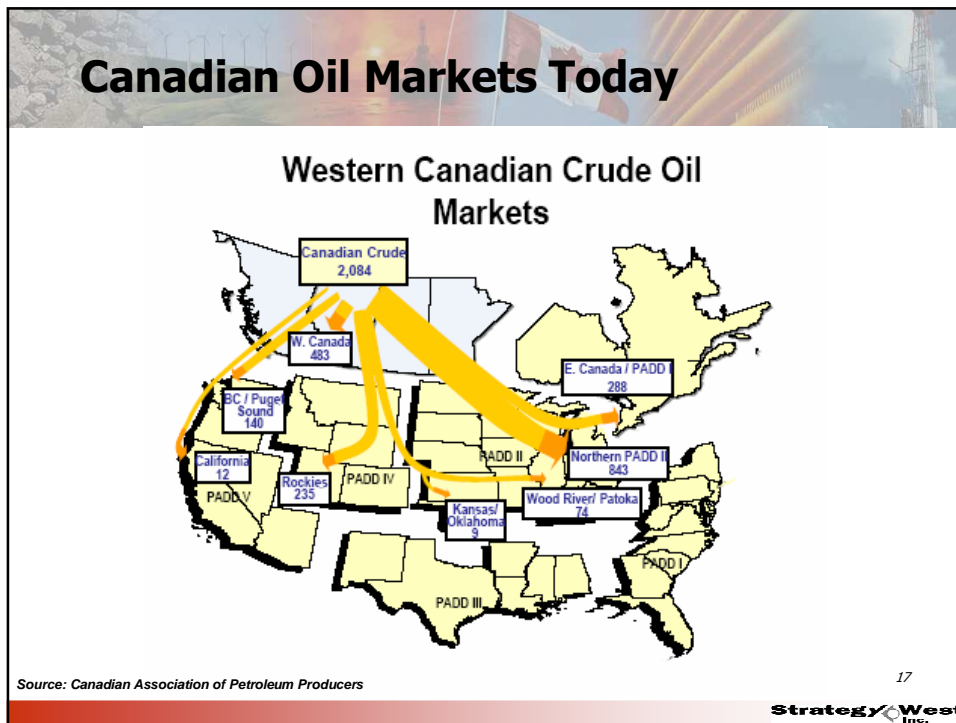 Canadian Oil Markets Today
Western Canadian Crude Oil
Markets
Canadian Crude
2,084
W. Canada
483
E. Canada / PADD I
288
BC / Puget
Sound
140
PADD II
Northern PADD II
843
California
12
Rockies
235
PADD IV
Wood River/ Patoka
74
PADD V
Kansas/
Oklahoma
9
PADD I
PADD III
Source: Canadian Association of Petroleum Producers
17
Strategy West
Inc.